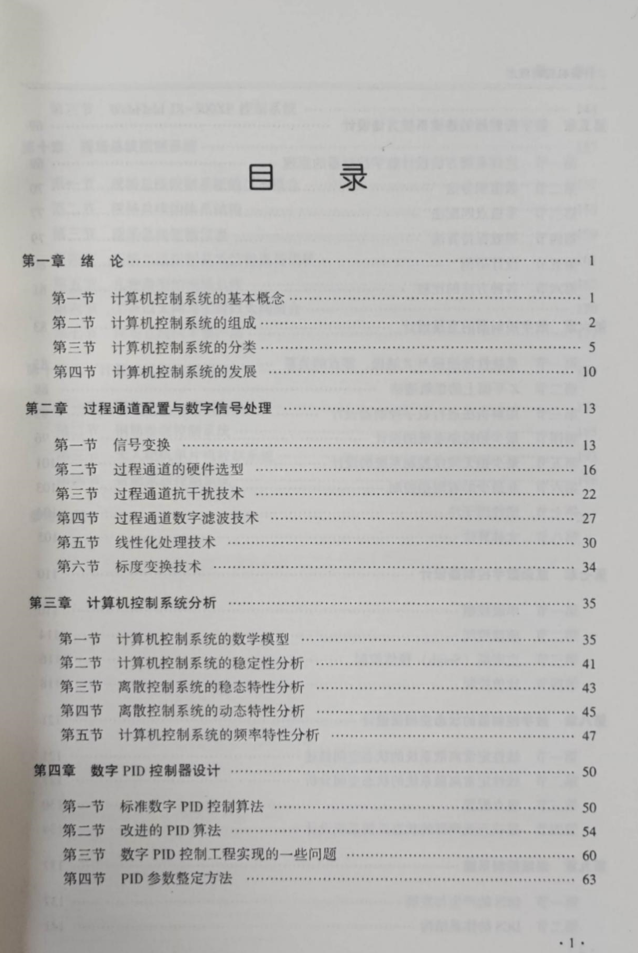 目 录
第一章 绪 论 1
第一节 计算机控制系统的基本概念 1
第二节 计算机控制系统的组成 2
第三节 计算机控制系统的分类 5
第四节 计算机控制系统的发展 10
第二章 过程通道配置与数字信号处理 13
第一节 信号变换 13
第二节 过程通道的硬件选型 16
第三节 过程通道抗干扰技术 22
第四节 过程通道数字滤波技术 27
第五节 线性化处理技术 30
第六节 标度变换技术 34
第三章 计算机控制系统分析 35
第一节 计算机控制系统的数学模型 35
第二节 计算机控制系统的稳定性分析 41
第三节 离散控制系统的稳态特性分析 43
第四节 离散控制系统的动态特性分析 45
第五节 计算机控制系统的频率特性分析 47
第四章 数字 PID 控制器设计 50
第一节 标准数字 PID 控制算法 50
第二节 改进的 PID 算法 54
第三节 数字 PID 控制工程实现的一些问题 60
第四节 PID 参数整定方法 63
·1·